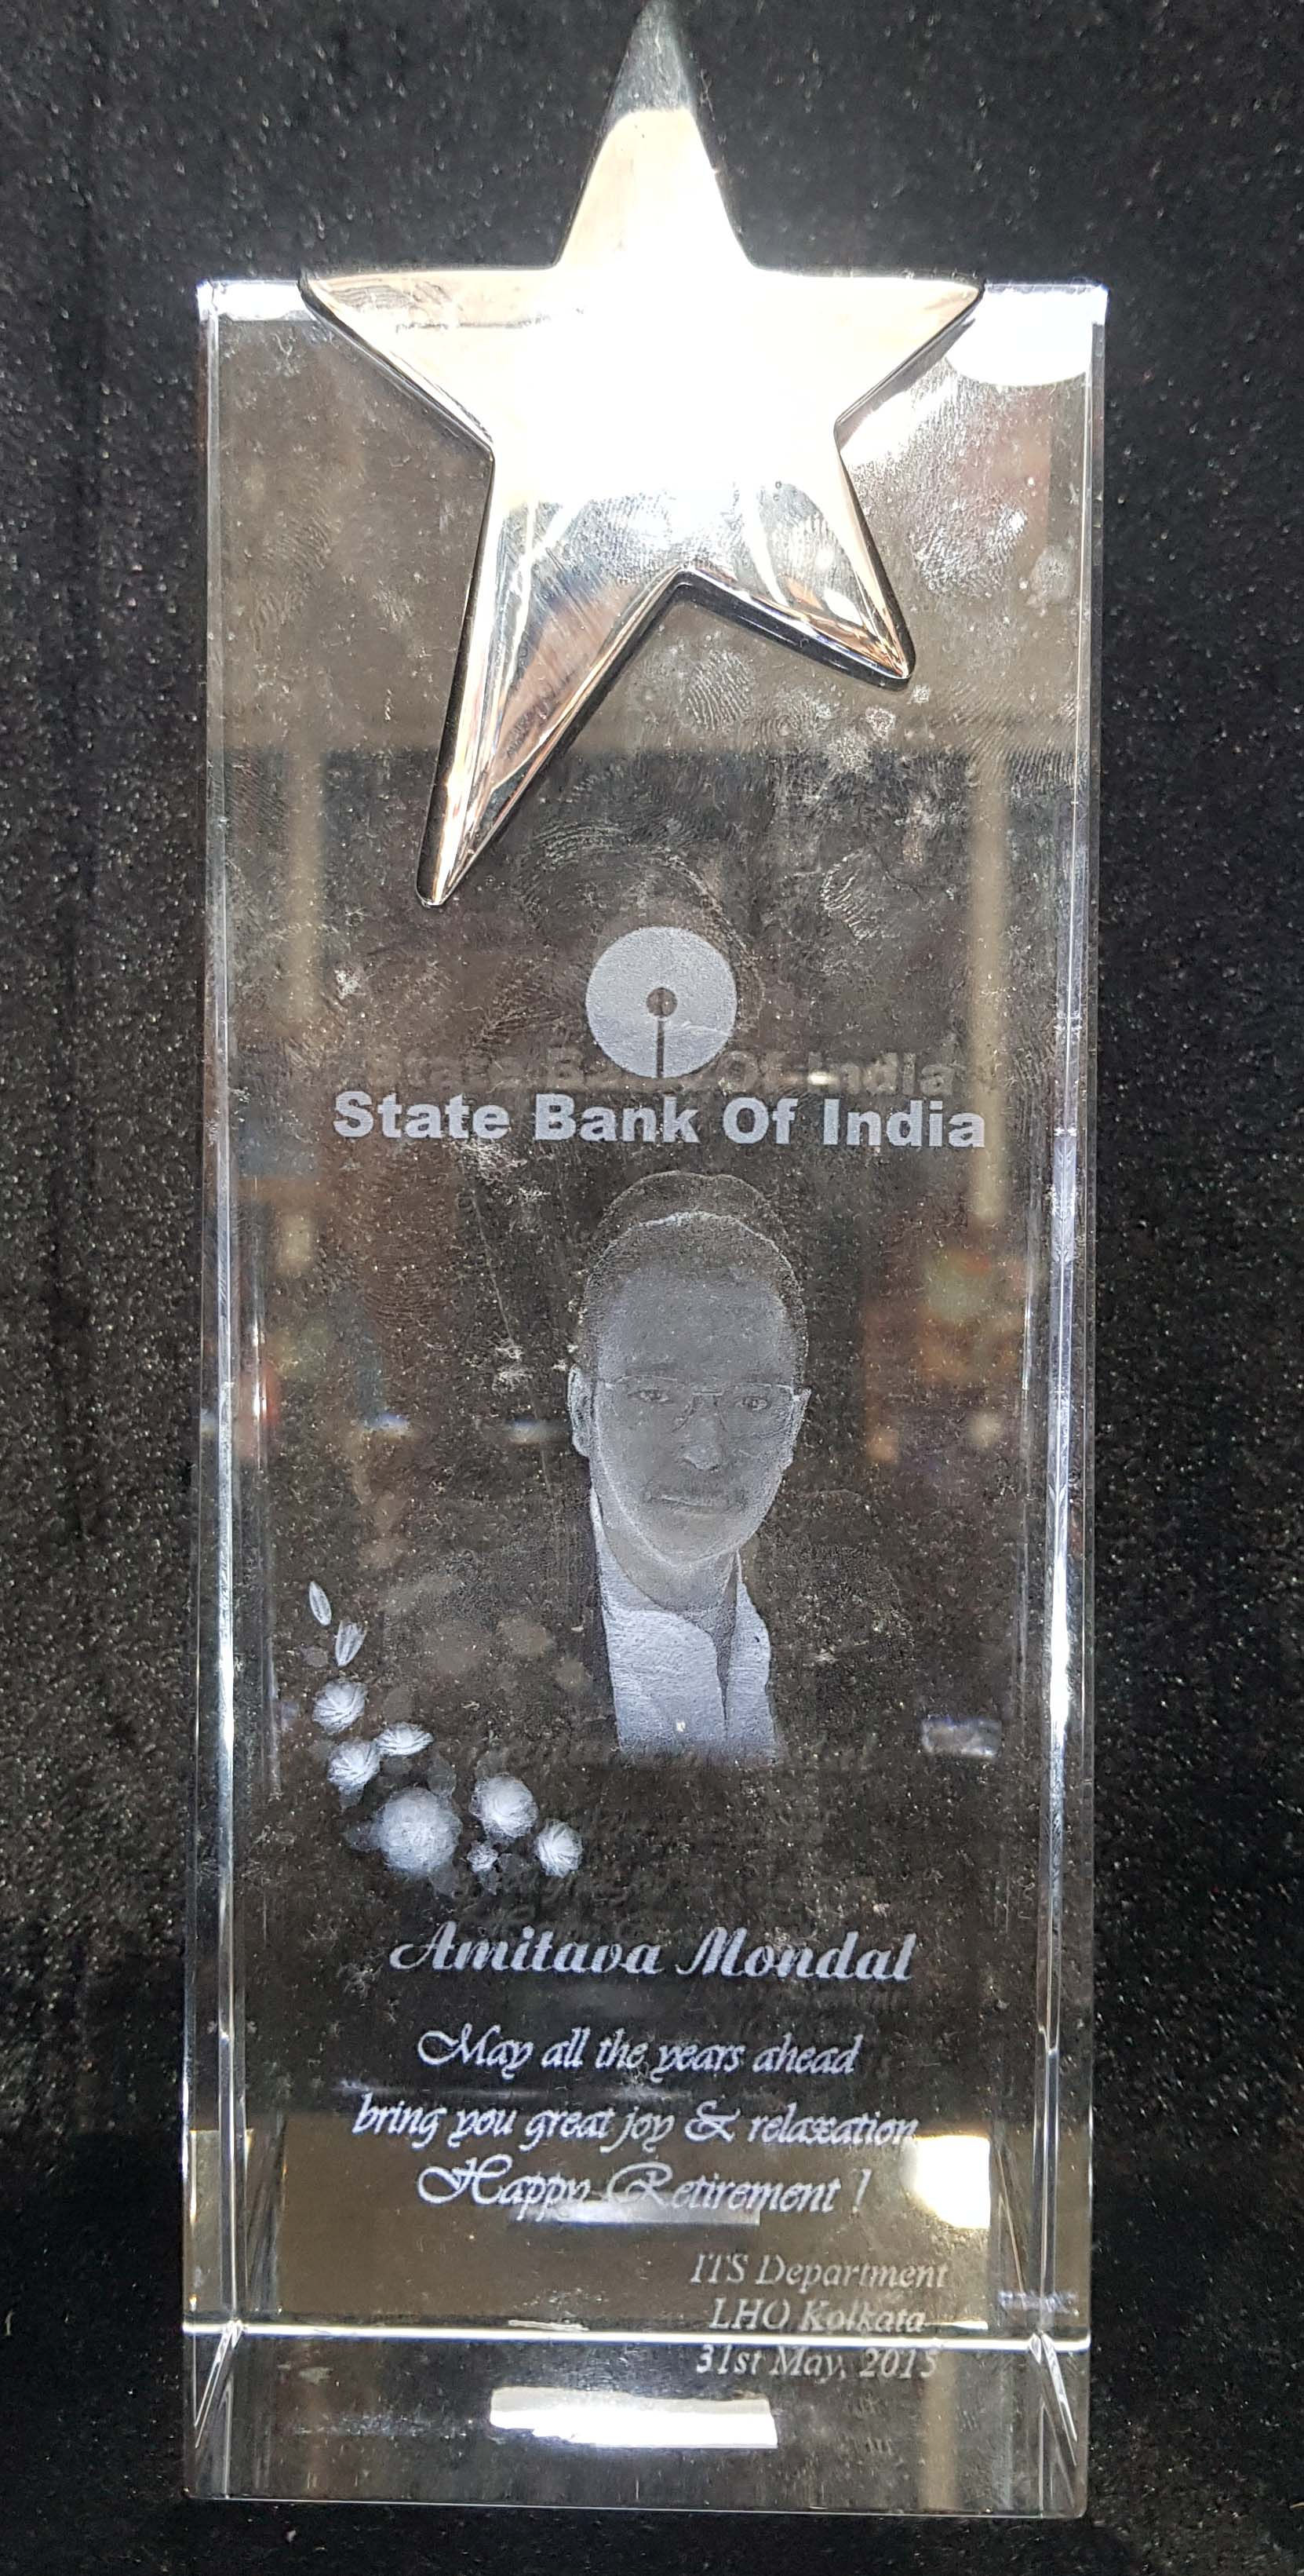 State Bank Of India
Amitava Mondal
May all the years ahead
bring you great joy & relaxation
Happy Retirement !
ITS Department
LHO Kolkata
31st May, 2015